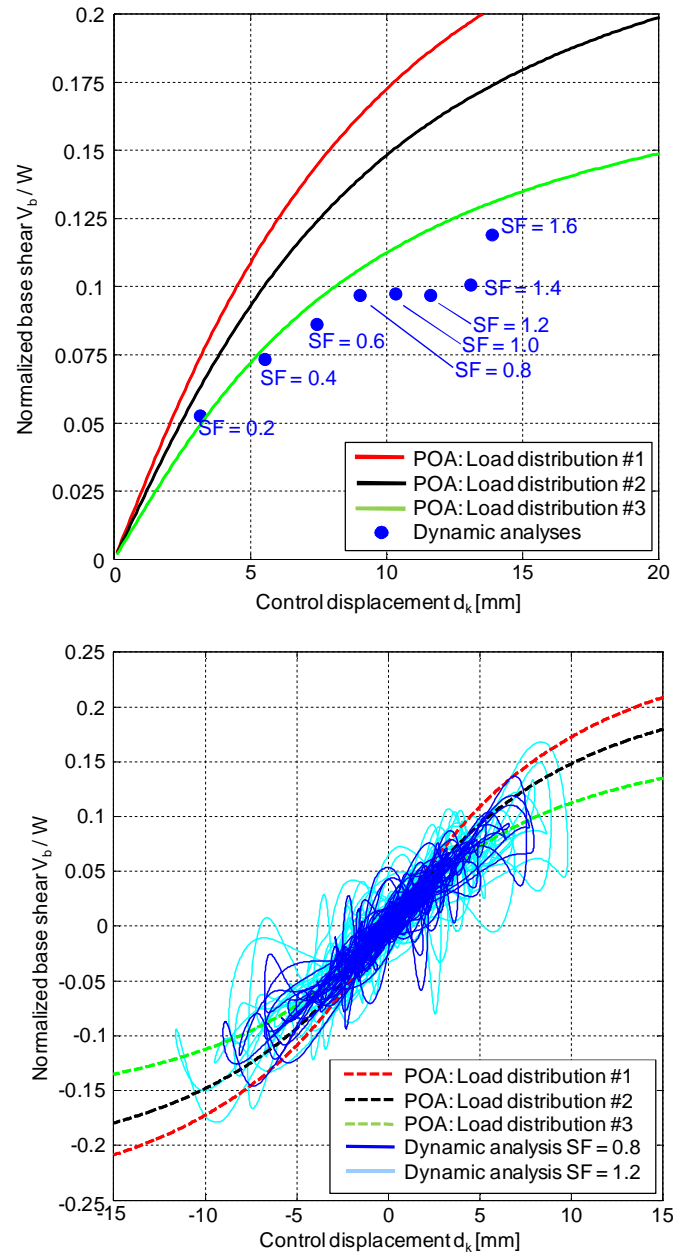 0.2
0.175
0.15
0.125
0.1
0.075
0.05
0.025
0
Normalized base shear Vb / W
SF = 1.6
SF = 1.4
SF = 1.2
SF = 1.0
SF = 0.8
SF = 0.6
SF = 0.4
SF = 0.2
POA: Load distribution #1
POA: Load distribution #2
POA: Load distribution #3
Dynamic analyses
0 5 10 15 20
Control displacement dk [mm]
0.25
0.2
0.15
0.1
0.05
0
-0.05
-0.1
-0.15
-0.2
-0.25
Normalized base shear Vb / W
POA: Load distribution #1
POA: Load distribution #2
POA: Load distribution #3
Dynamic analysis SF = 0.8
Dynamic analysis SF = 1.2
-15 -10 -5 0 5 10 15
Control displacement dk [mm]